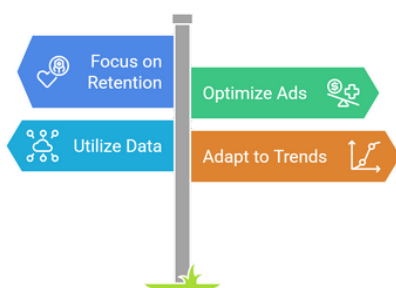 Focus on
Retention
Optimize Ads
Utilize Data
Adapt to Trends